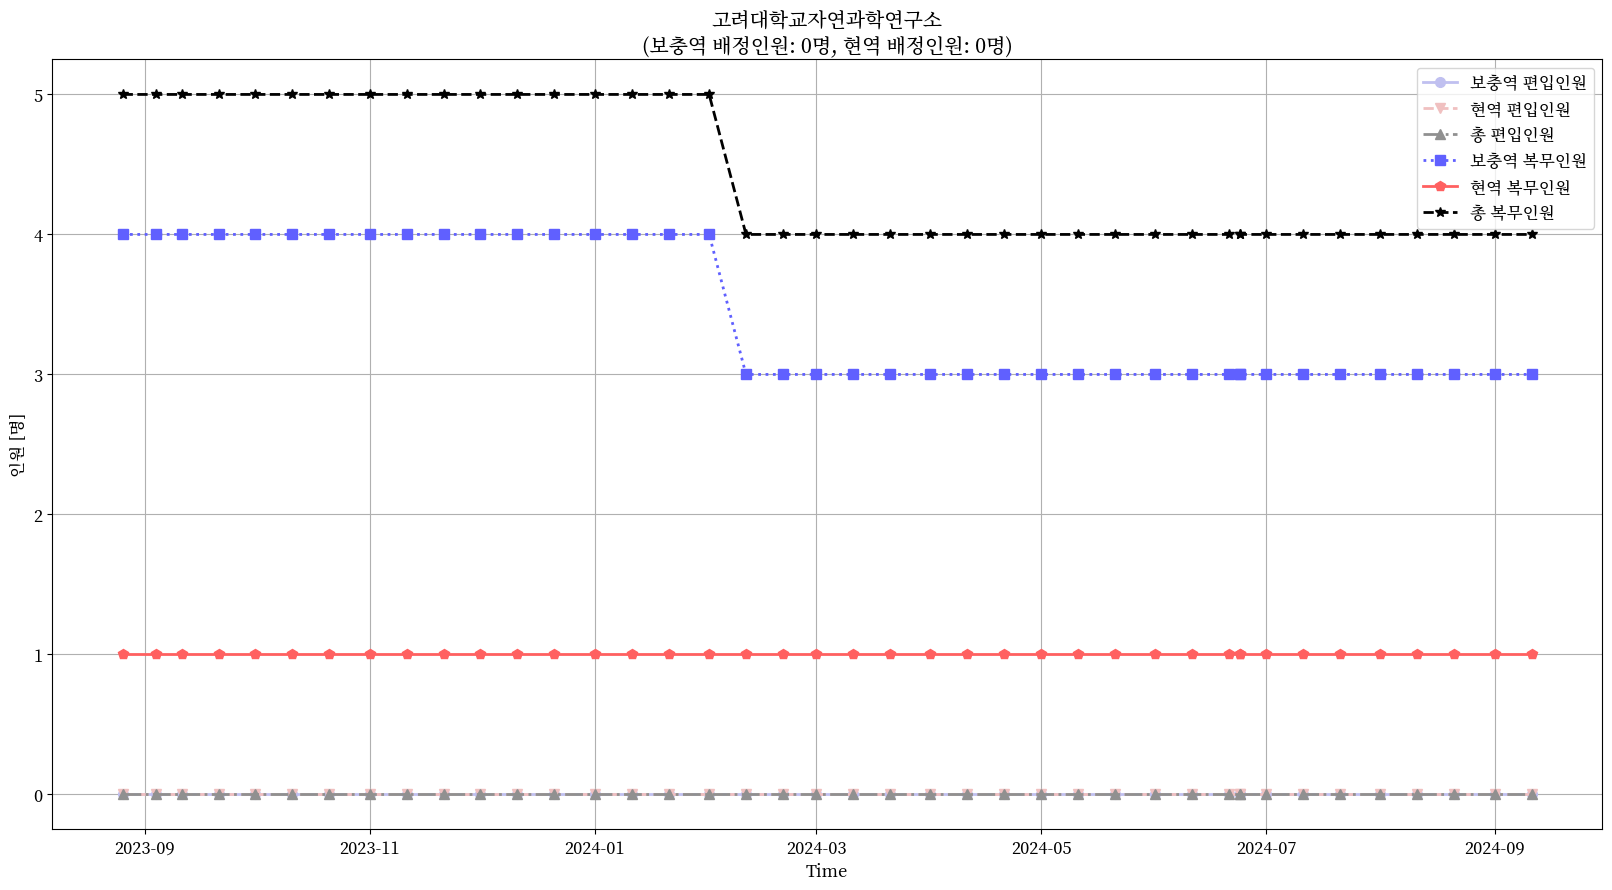 고려대학교자연과학연구소
(보충역 배정인원: 0명, 현역 배정인원: 0명)
보충역 편입인원
현역 편입인원
총 편입인원
보충역 복무인원
현역 복무인원
총 복무인원
5
4
3
2
1
0
인원 [명]
2023-09
2023-11
2024-01
2024-03
2024-05
2024-07
2024-09
Time